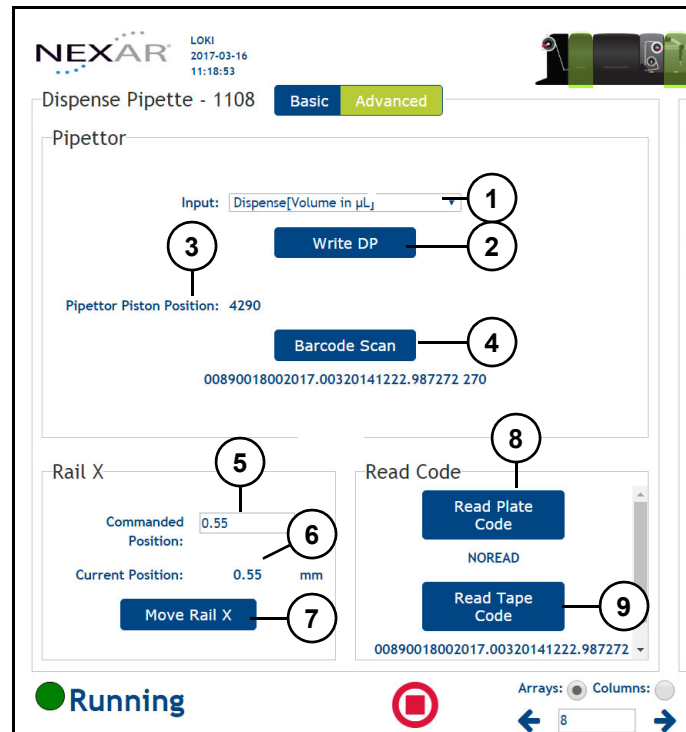 NEXAR
LOKI
2017-03-16
11:18:53
Dispense Pipette - 1108 Basic Advanced
Pipettor
Input: Dispense[Volume in µL] 1
Write DP 2
3
Pipettor Piston Position: 4290
Barcode Scan 4
00890018002017.00320141222.987272 270
Rail X
5
Commanded
Position:
0.55
6
Current Position: 0.55 mm
Move Rail X 7
Read Code
8
Read Plate
Code
NOREAD
Read Tape
Code
9
00890018002017.00320141222.987272
Running
Arrays: Columns:
8